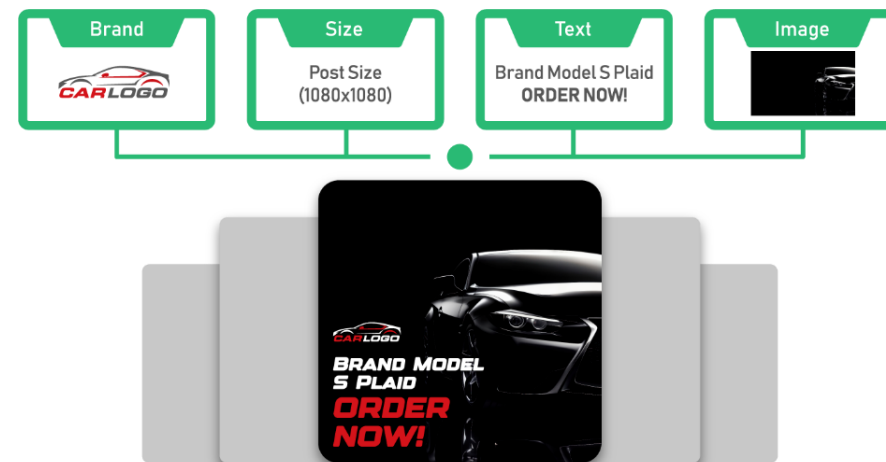 Brand
Size
Text
Image
CARLOGO
Post Size
(1080x1080)
Brand Model S Plaid
ORDER NOW!
CARLOGO
BRAND MODEL
S PLAID
ORDER
NOW!